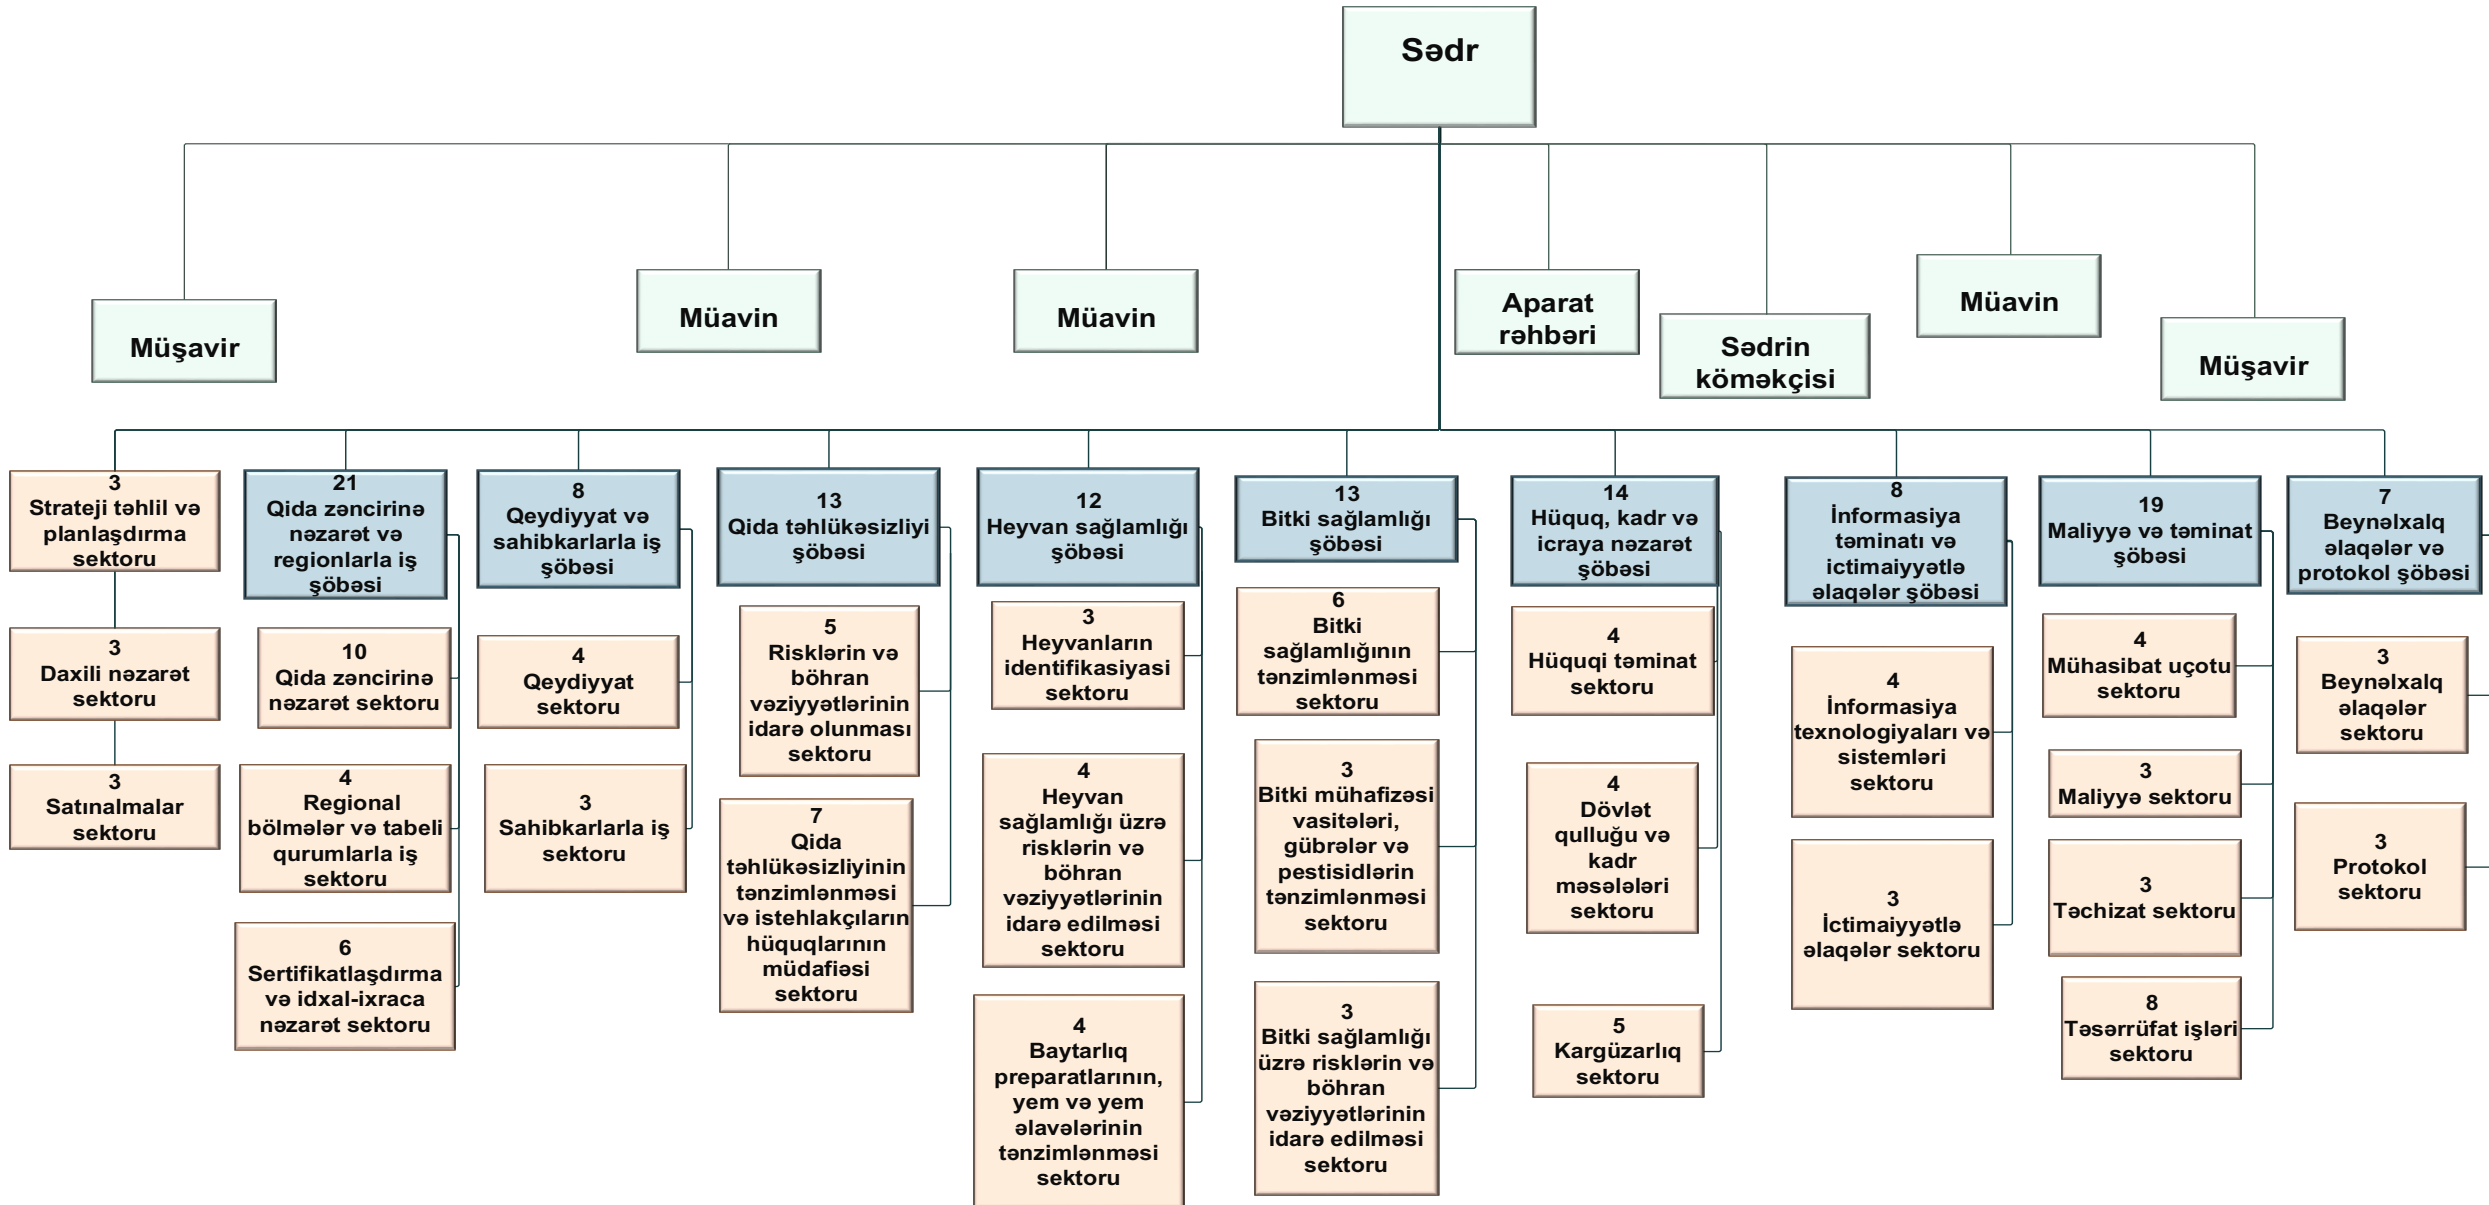 Sədr
Müşavir
Müavin
Müavin
Aparat
rəhbəri
Sədrin
köməkçisi
Müavin
Müşavir
3
Strateji təhlil və
planlaşdırma
sektoru
3
Daxili nəzarət
sektoru
3
Satınalmalar
sektoru
21
Qida zəncirinə
nəzarət və
regionlarla iş
şöbəsi
10
Qida zəncirinə
nəzarət sektoru
4
Regional
bölmələr və tabeli
qurumlarla iş
sektoru
6
Sertifikatlaşdırma
və idxal-ixraca
nəzarət sektoru
8
Qeydiyyat və
sahibkarlarla iş
şöbəsi
4
Qeydiyyat
sektoru
3
Sahibkarlarla iş
sektoru
13
Qida təhlükəsizliyi
şöbəsi
5
Risklərin və
böhran
vəziyyətlərinin
idarə olunması
sektoru
7
Qida
təhlükəsizliyinin
tənzimlənməsi
və istehlakçıların
hüquqlarının
müdafiəsi
sektoru
12
Heyvan sağlamlığı
şöbəsi
3
Heyvanların
identifikasiyasi
sektoru
4
Heyvan
sağlamlığı üzrə
risklərin və
böhran
vəziyyətlərinin
idarə edilməsi
sektoru
4
Baytarlıq
preparatlarının,
yem və yem
əlavələrinin
tənzimlənməsi
sektoru
13
Bitki sağlamlığı
şöbəsi
6
Bitki
sağlamlığının
tənzimlənməsi
sektoru
3
Bitki mühafizəsi
vasitələri,
gübrələr və
pestisidlərin
tənzimlənməsi
sektoru
3
Bitki sağlamlığı
üzrə risklərin və
böhran
vəziyyətlərinin
idarə edilməsi
sektoru
14
Hüquq, kadr və
icraya nəzarət
şöbəsi
4
Hüquqi təminat
sektoru
4
Dövlət
qulluğu və
kadr
məsələləri
sektoru
5
Kargüzarlıq
sektoru
8
İnformasiya
təminatı və
ictimaiyyətlə
əlaqələr şöbəsi
4
İnformasiya
texnologiyaları və
sistemləri
sektoru
3
İctimaiyyətlə
əlaqələr sektoru
19
Maliyyə və təminat
şöbəsi
4
Mühasibat uçotu
sektoru
3
Maliyyə sektoru
3
Təchizat sektoru
8
Təsərrüfat işləri
sektoru
7
Beynəlxalq
əlaqələr və
protokol şöbəsi
3
Beynəlxalq
əlaqələr
sektoru
3
Protokol
sektoru